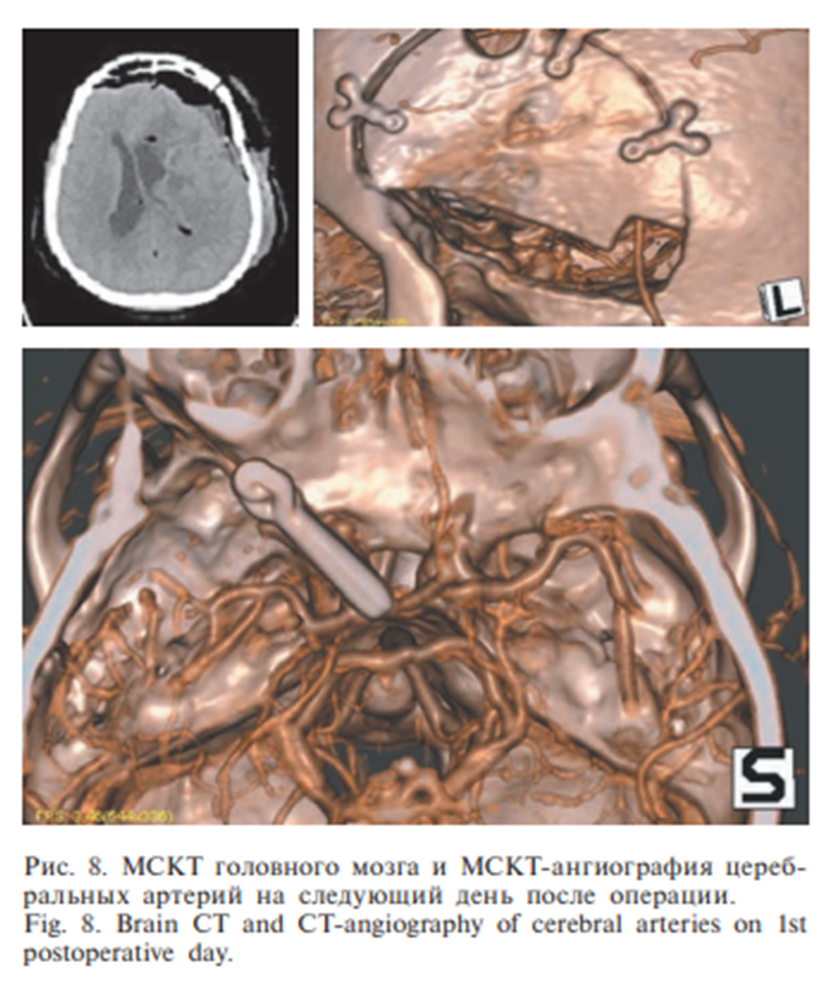 L
S
Рис. 8. МСКТ головного мозга и МСКТ-ангиография цереб-
ральных артерий на следующий день после операции.
Fig. 8. Brain CT and CT-angiography of cerebral arteries on 1st
postoperative day.